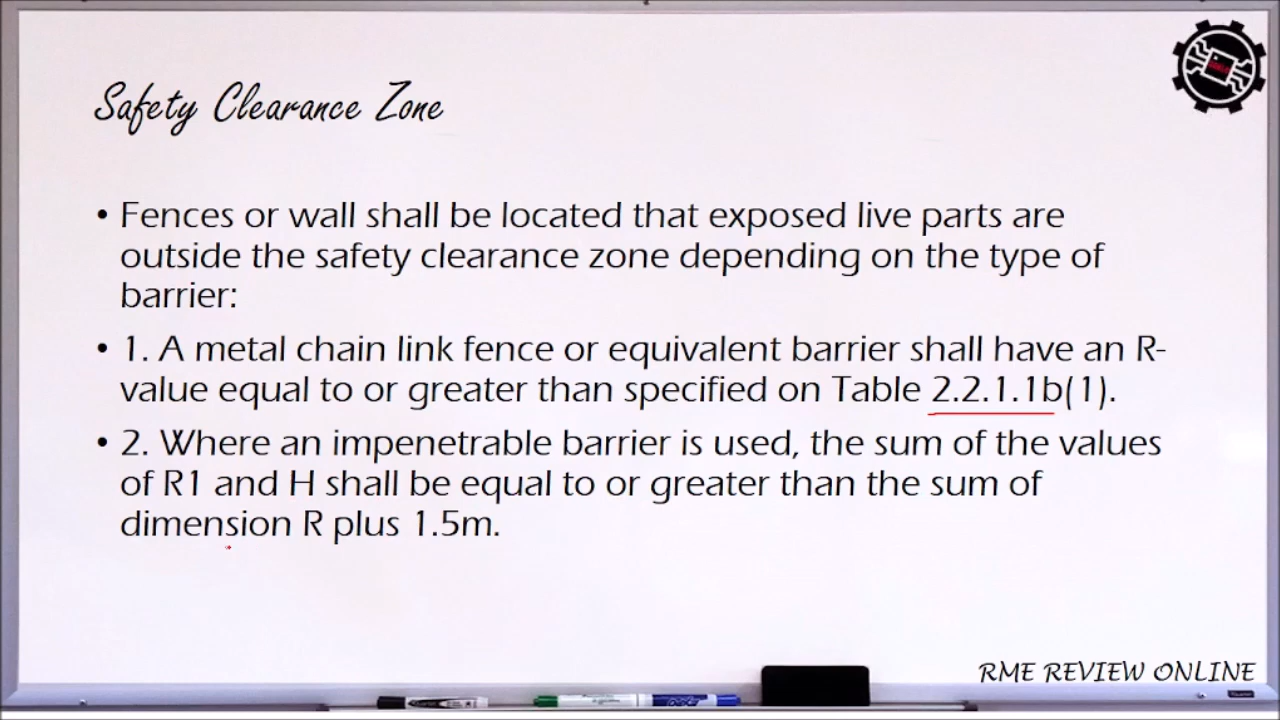 Safety Clearance Zone
• Fences or wall shall be located that exposed live parts are
outside the safety clearance zone depending on the type of
barrier:
• 1. A metal chain link fence or equivalent barrier shall have an R-
value equal to or greater than specified on Table 2.2.1.1b(1).
• 2. Where an impenetrable barrier is used, the sum of the values
of R1 and H shall be equal to or greater than the sum of
dimension R plus 1.5m.
RME REVIEW ONLINE